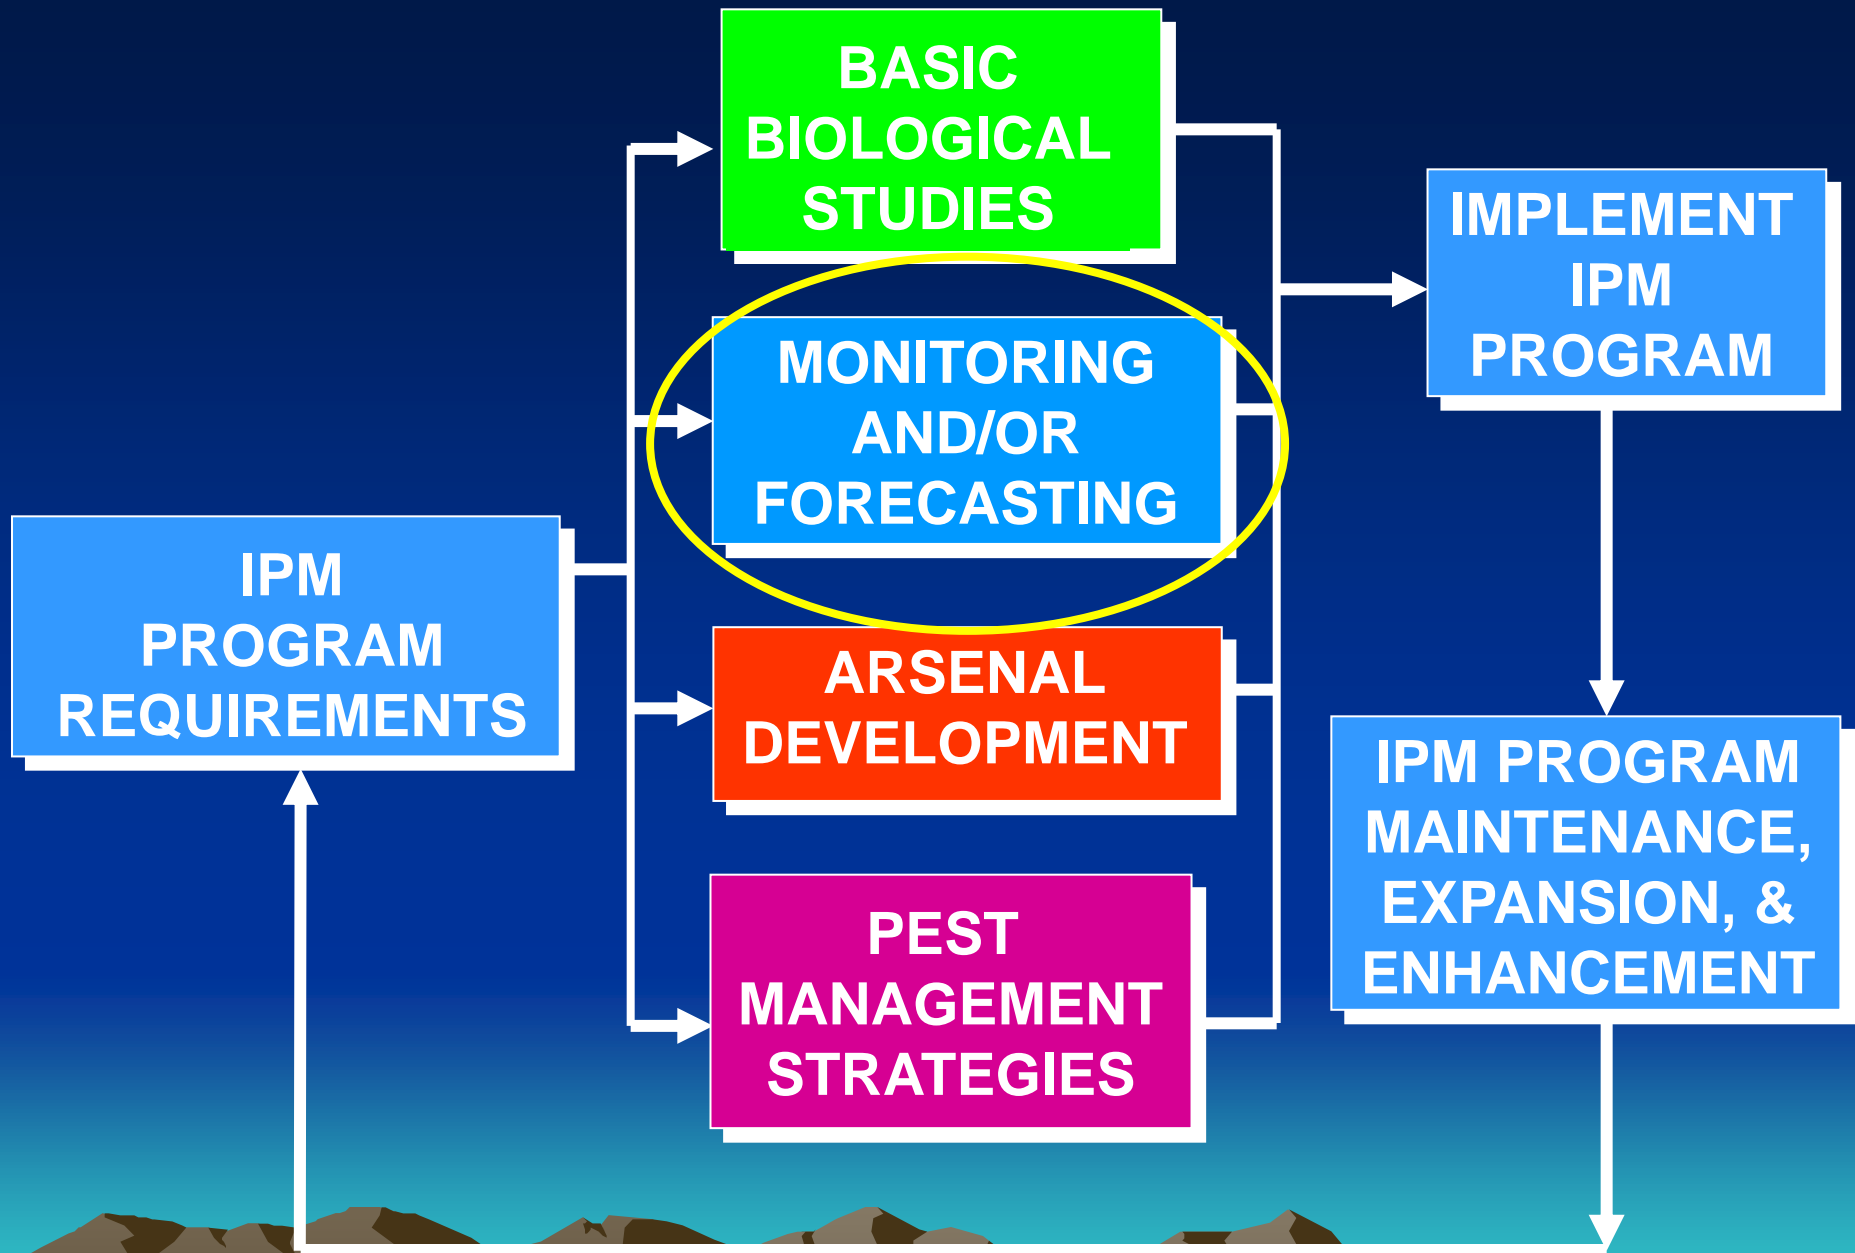 BASIC
BIOLOGICAL
STUDIES
MONITORING
AND/OR
FORECASTING
IPM
PROGRAM
REQUIREMENTS
ARSENAL
DEVELOPMENT
PEST
MANAGEMENT
STRATEGIES
IMPLEMENT
IPM
PROGRAM
IPM PROGRAM
MAINTENANCE,
EXPANSION, &
ENHANCEMENT